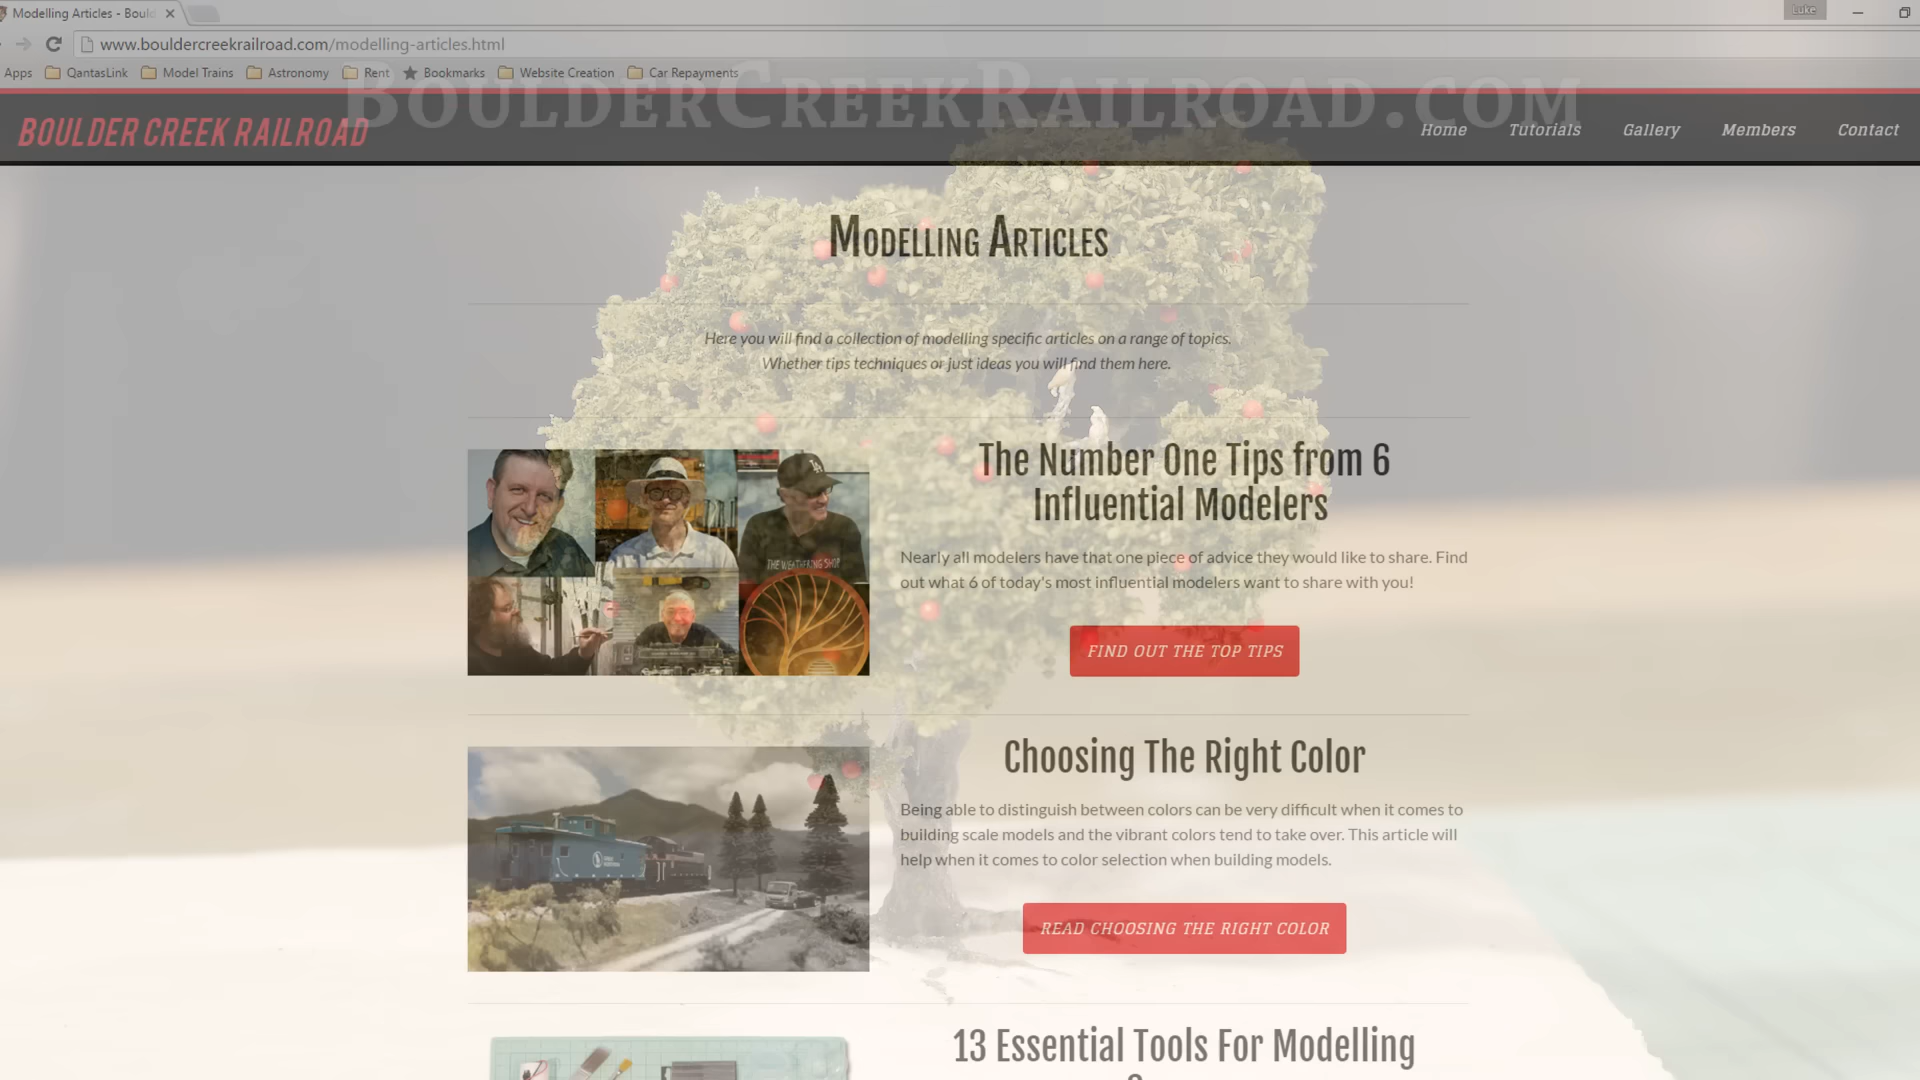 Modelling Articles - Bould
Luke
www.bouldercreekrailroad.com/modelling-articles.html
Apps QantasLink Model Trains Astronomy Rent Bookmarks Website Creation Car Repayments
BoulderCreekRailroad.com
BOULDER CREEK RAILROAD
Home Tutorials Gallery Members Contact
Modelling Articles
Here you will find a collection of modelling specific articles on a range of topics.
Whether tips techniques or just ideas you will find them here.
The Number One Tips from 6
Influential Modelers
THE WEATHERING SHOP
Nearly all modelers have that one piece of advice they would like to share. Find
out what 6 of today's most influential modelers want to share with you!
FIND OUT THE TOP TIPS
Choosing The Right Color
Being able to distinguish between colors can be very difficult when it comes to
building scale models and the vibrant colors tend to take over. This article will
help when it comes to color selection when building models.
READ CHOOSING THE RIGHT COLOR
13 Essential Tools For Modelling